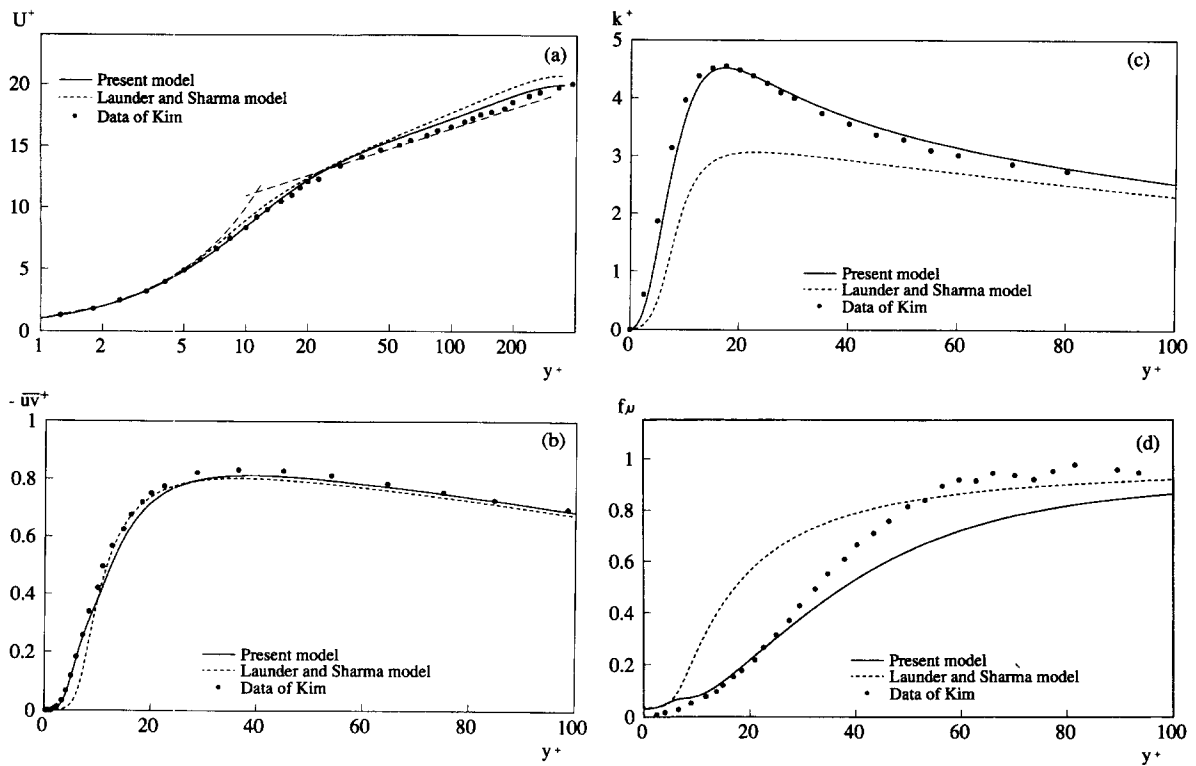 U+
(a)
20
15
10
5
0
Present model
Launder and Sharma model
Data of Kim
1 2 5 10 20 50 100 200
y+
k+
(c)
5
4
3
2
1
0
Present model
Launder and Sharma model
Data of Kim
0 20 40 60 80 100
y+
- uv+
(b)
1
0.8
0.6
0.4
0.2
0
Present model
Launder and Sharma model
Data of Kim
0 20 40 60 80 100
y+
fμ
(d)
1
0.8
0.6
0.4
0.2
0
Present model
Launder and Sharma model
Data of Kim
0 20 40 60 80 100
y+